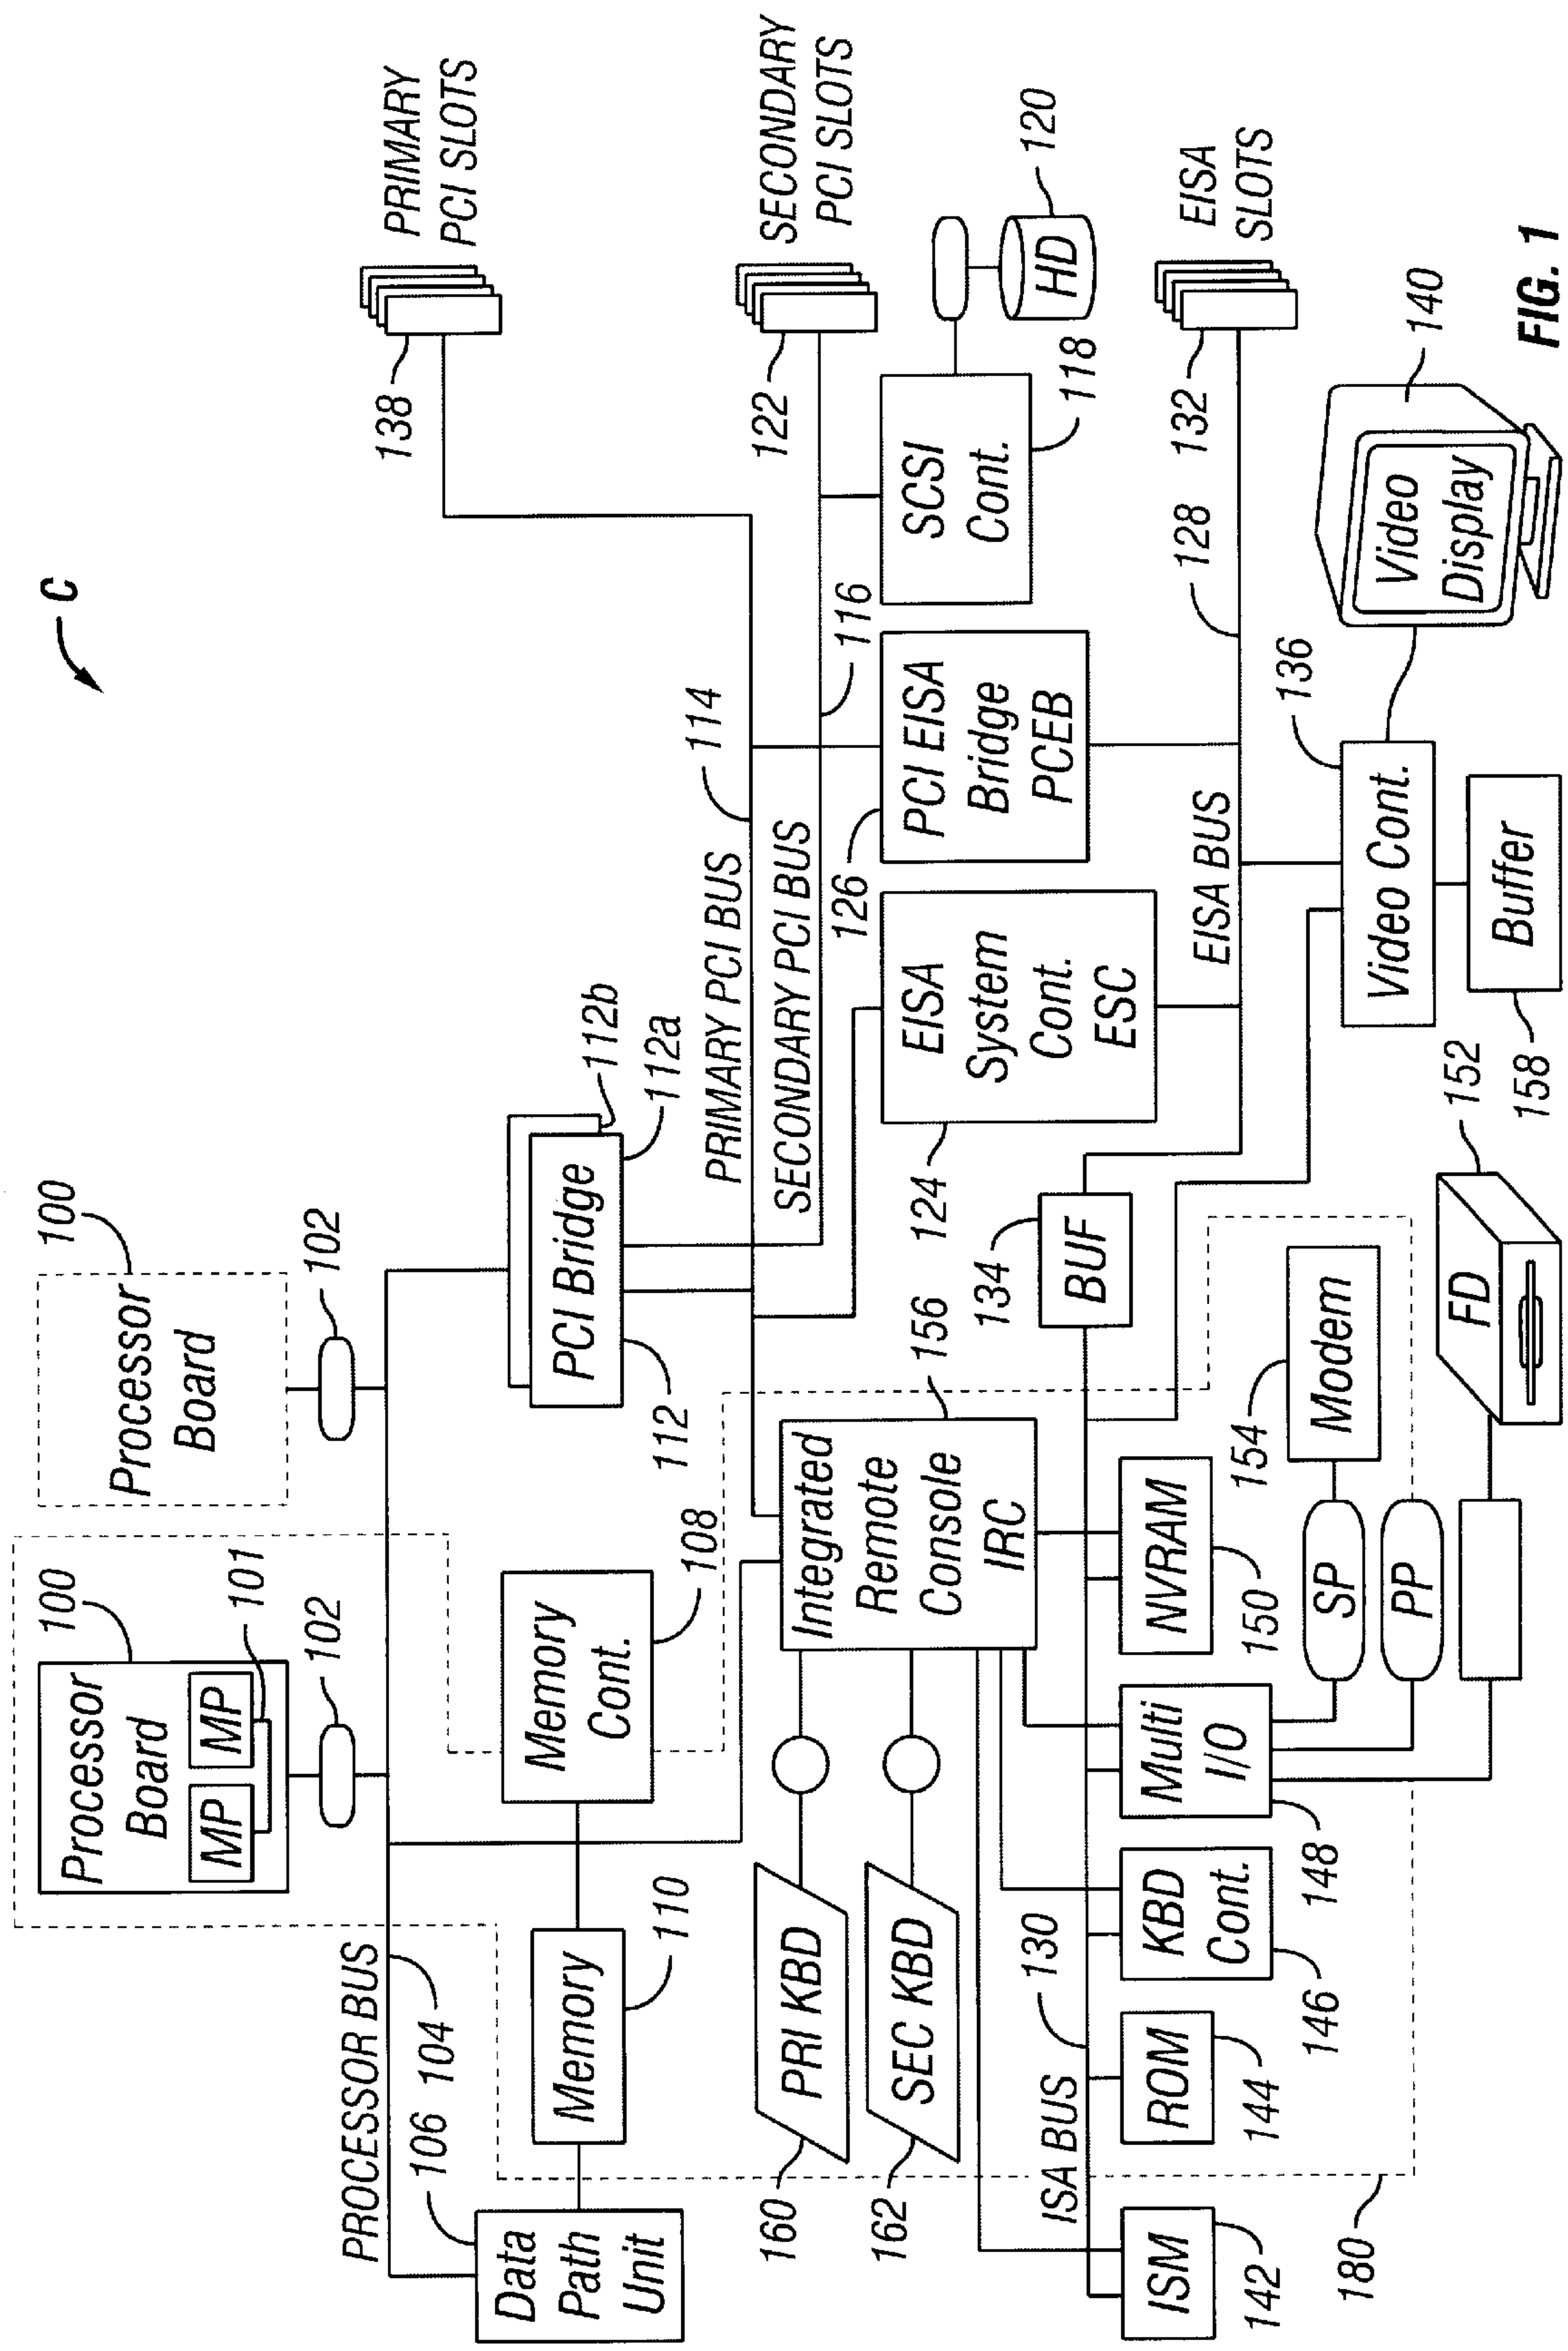 C
100
Processor
Board
MP
MP
101
102
100
Processor
Board
102
PROCESSOR BUS
104
106
Data
Path
Unit
Memory
110
Memory
Cont.
108
PCI Bridge
112
112a
112b
138
PRIMARY
PCI SLOTS
PRIMARY PCI BUS
114
SECONDARY PCI BUS
116
122
SECONDARY
PCI SLOTS
160
PRI KBD
162
SEC KBD
Integrated
Remote
Console
IRC
156
124
EISA
System
Cont.
ESC
126
PCI EISA
Bridge
PCEB
SCSI
Cont.
118
HD
120
134
BUF
EISA BUS
128
132
EISA
SLOTS
ISA BUS
130
ISM
142
ROM
144
KBD
Cont.
146
Multi
I/O
148
NVRAM
150
SP
PP
154
Modem
FD
152
Video Cont.
136
Buffer
158
Video
Display
140
180
FIG. 1